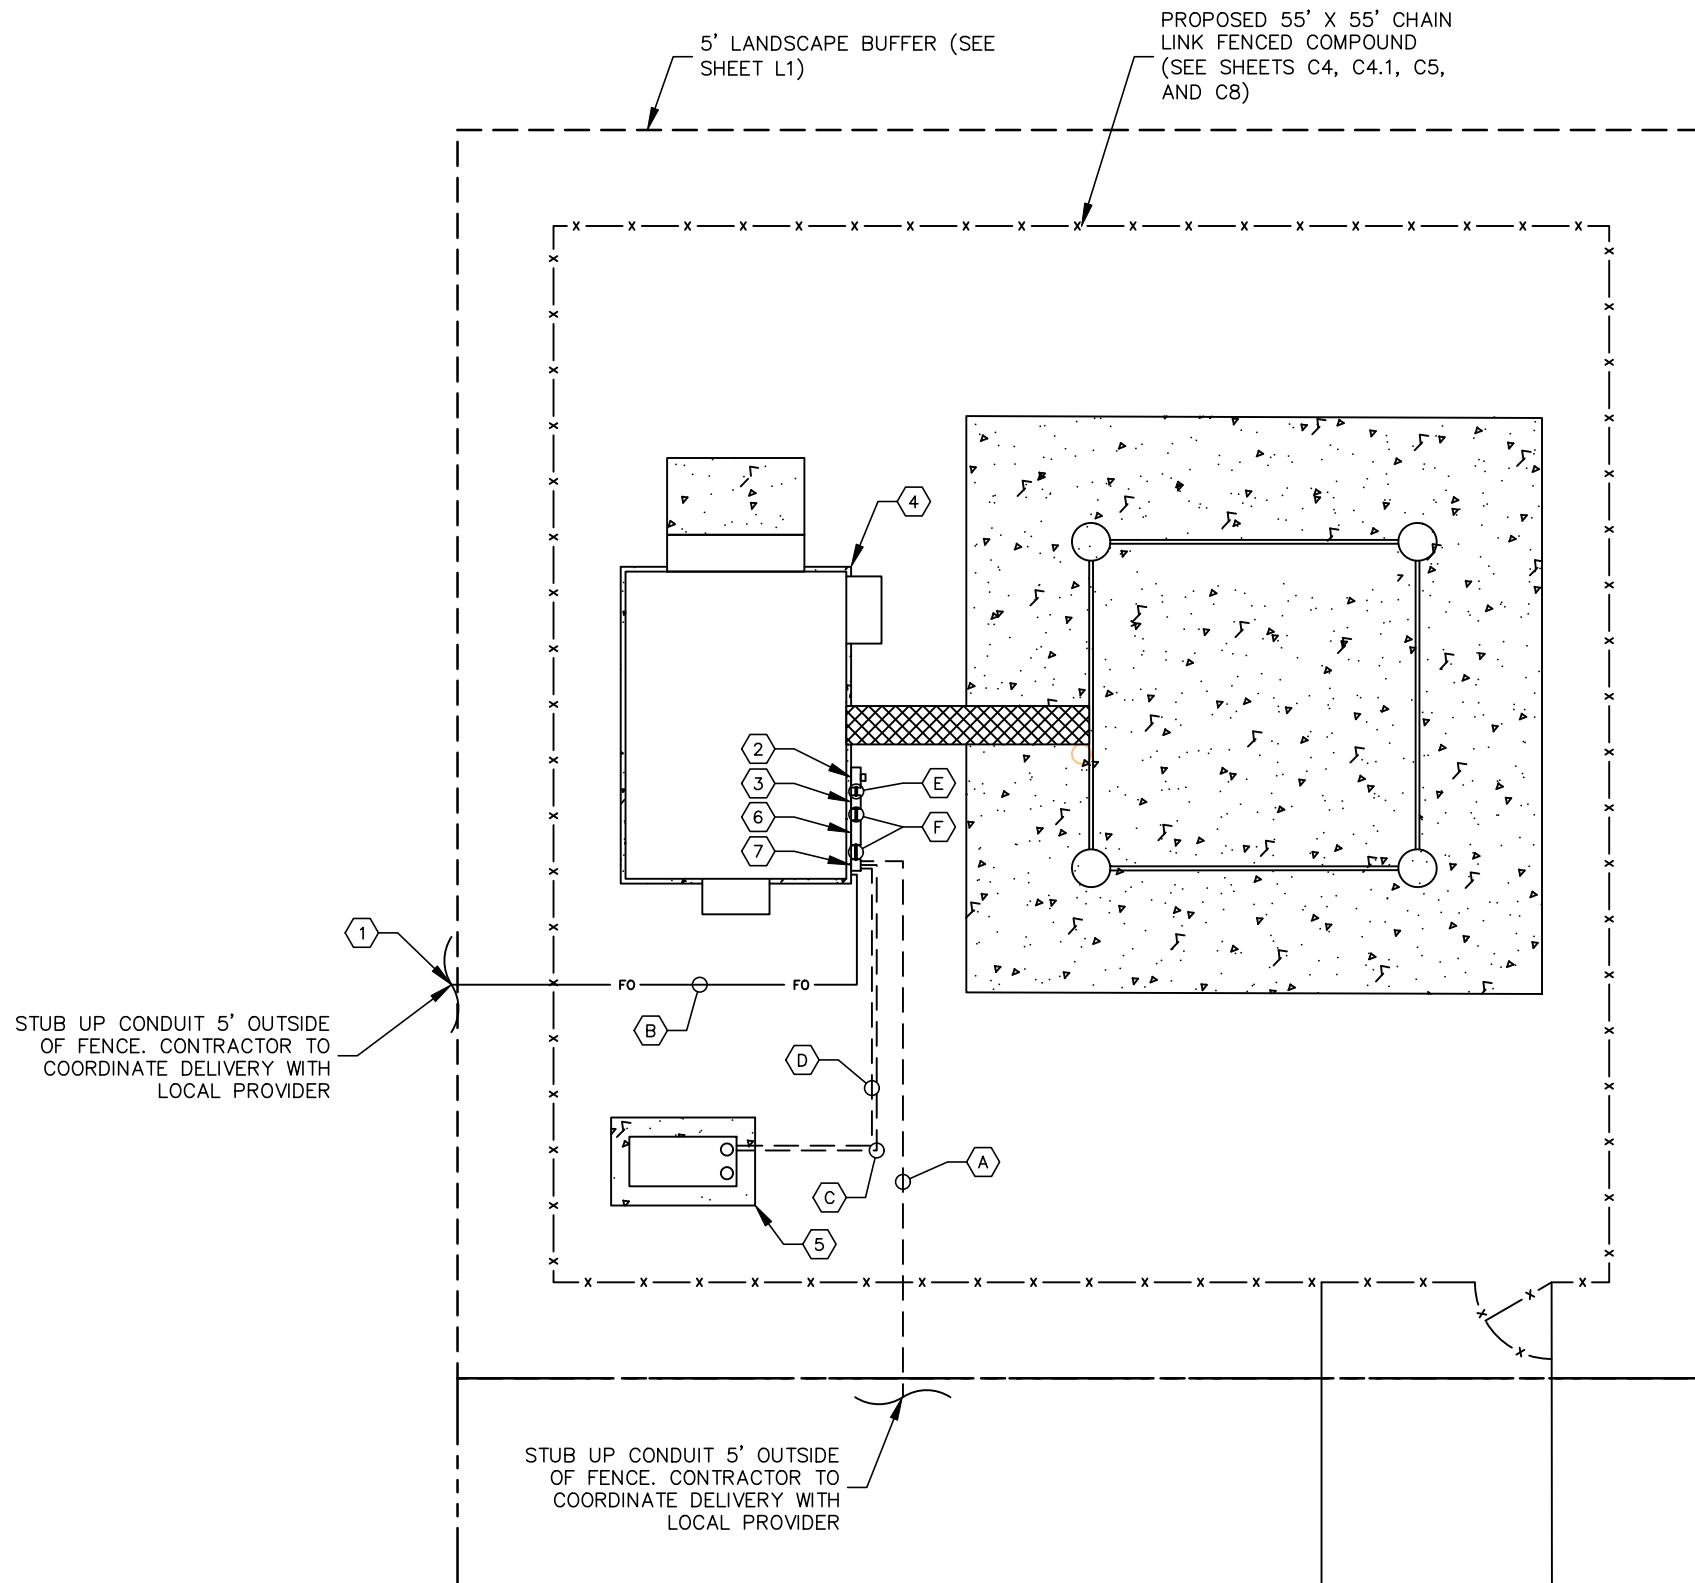 5' LANDSCAPE BUFFER (SEE
SHEET L1)
PROPOSED 55' X 55' CHAIN
LINK FENCED COMPOUND
(SEE SHEETS C4, C4.1, C5,
AND C8)
4
2
3
6
7
E
F
1
FO
FO
B
STUB UP CONDUIT 5' OUTSIDE
OF FENCE. CONTRACTOR TO
COORDINATE DELIVERY WITH
LOCAL PROVIDER
D
A
C
5
STUB UP CONDUIT 5' OUTSIDE
OF FENCE. CONTRACTOR TO
COORDINATE DELIVERY WITH
LOCAL PROVIDER